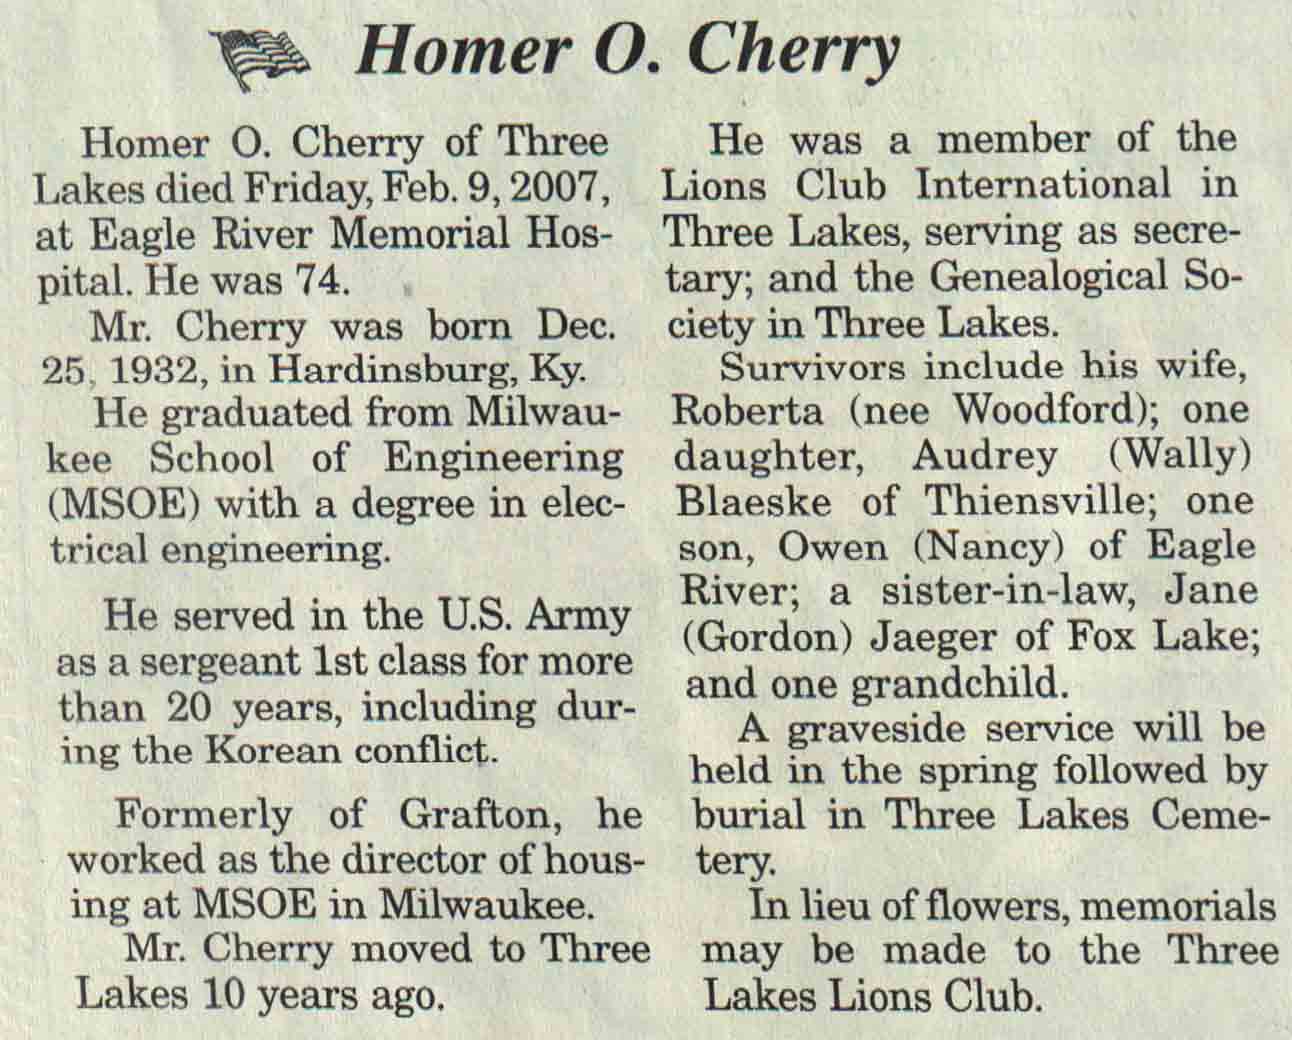 Homer O. Cherry
Homer O. Cherry of Three
Lakes died Friday, Feb. 9, 2007,
at Eagle River Memorial Hos-
pital. He was 74.
Mr. Cherry was born Dec.
25, 1932, in Hardinsburg, Ky.
He graduated from Milwau-
kee School of Engineering
(MSOE) with a degree in elec-
trical engineering.
He served in the U.S. Army
as a sergeant 1st class for more
than 20 years, including dur-
ing the Korean conflict.
Formerly of Grafton, he
worked as the director of hous-
ing at MSOE in Milwaukee.
Mr. Cherry moved to Three
Lakes 10 years ago.
He was a member of the
Lions Club International in
Three Lakes, serving as secre-
tary; and the Genealogical So-
ciety in Three Lakes.
Survivors include his wife,
Roberta (nee Woodford); one
daughter, Audrey (Wally)
Blaeske of Thiensville; one
son, Owen (Nancy) of Eagle
River; a sister-in-law, Jane
(Gordon) Jaeger of Fox Lake;
and one grandchild.
A graveside service will be
held in the spring followed by
burial in Three Lakes Ceme-
tery.
In lieu of flowers, memorials
may be made to the Three
Lakes Lions Club.